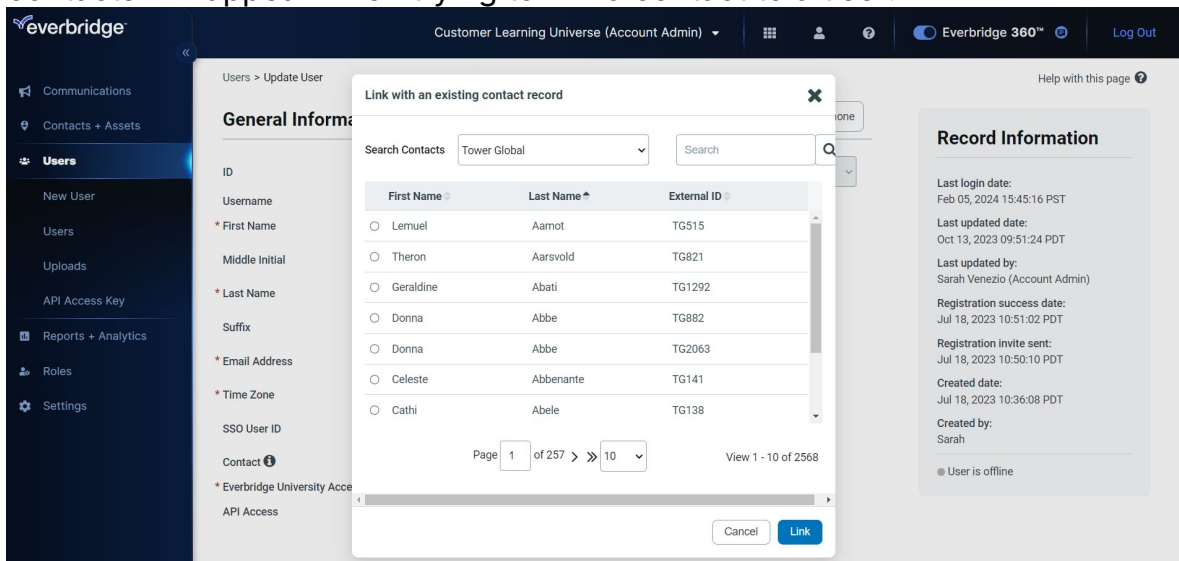 everbridge™
«
Customer Learning Universe (Account Admin)
Everbridge 360™
Log Out
Communications
Contacts + Assets
Users
New User
Users
Uploads
API Access Key
Reports + Analytics
Roles
Settings
Users > Update User
Help with this page
General Informa
one
ID
Username
* First Name
Middle Initial
* Last Name
Suffix
* Email Address
* Time Zone
SSO User ID
Contact
* Everbridge University Acce
API Access
Link with an existing contact record
Search Contacts Tower Global Search
First Name Last Name External ID
Lemuel Aamot TG515
Theron Aarsvold TG821
Geraldine Abati TG1292
Donna Abbe TG882
Donna Abbe TG2063
Celeste Abbenante TG141
Cathi Abele TG138
Page 1 of 257 > » 10 View 1 - 10 of 2568
Cancel Link
Record Information
Last login date:
Feb 05, 2024 15:45:16 PST
Last updated date:
Oct 13, 2023 09:51:24 PDT
Last updated by:
Sarah Venezio (Account Admin)
Registration success date:
Jul 18, 2023 10:51:02 PDT
Registration invite sent:
Jul 18, 2023 10:50:10 PDT
Created date:
Jul 18, 2023 10:36:08 PDT
Created by:
Sarah
User is offline